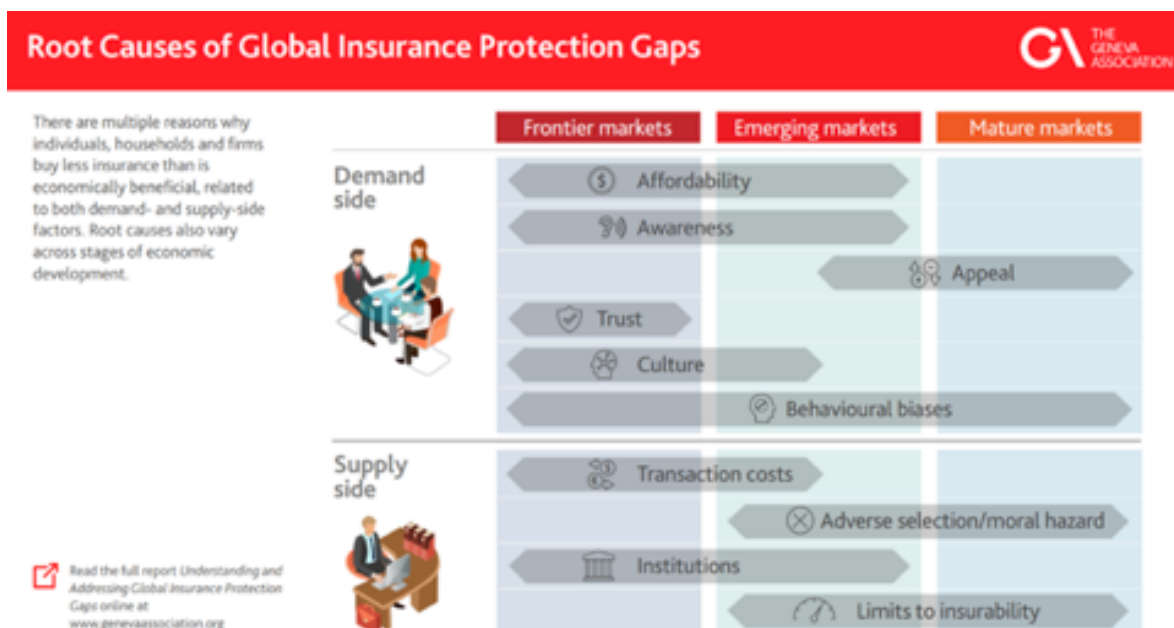 Root Causes of Global Insurance Protection Gaps
THE
GENEVA
ASSOCIATION
There are multiple reasons why
individuals, households and firms
buy less insurance than is
economically beneficial, related
to both demand- and supply-side
factors. Root causes also vary
across stages of economic
development.
Frontier markets
Emerging markets
Mature markets
Demand
side
Affordability
Awareness
Appeal
Trust
Culture
Behavioural biases
Supply
side
Transaction costs
Adverse selection/moral hazard
Institutions
Limits to insurability
Read the full report Understanding and
Addressing Global Insurance Protection
Gaps online at
www.genevaassociation.org